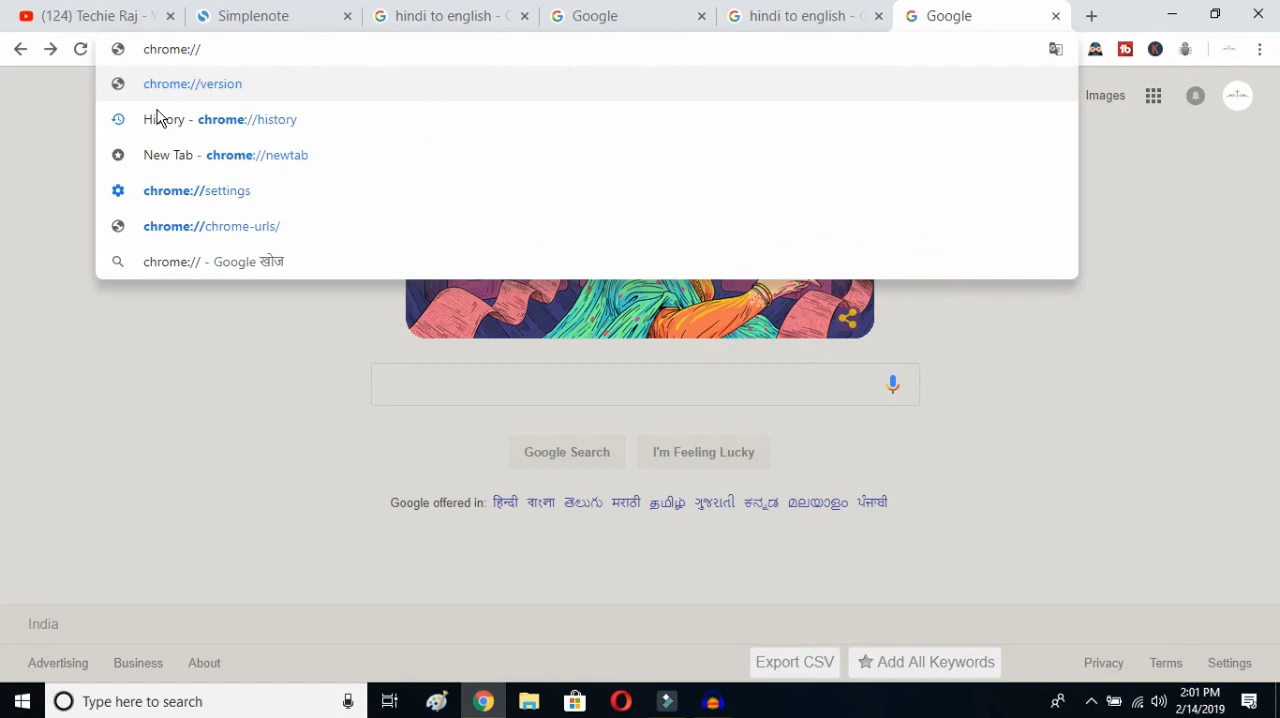 (124) Techie Raj - Y
Simplenote
hindi to english - G
Google
hindi to english - G
Google
chrome://
chrome://version
History - chrome://history
New Tab - chrome://newtab
chrome://settings
chrome://chrome-urls/
chrome:// - Google खोज
Images
Google Search
I'm Feeling Lucky
Google offered in: हिन्दी বাংলা తెలుగు मराठी தமிழ் ગુજરાતી ಕನ್ನಡ മലയാളം ਪੰਜਾਬੀ
India
Advertising
Business
About
Export CSV
Add All Keywords
Privacy
Terms
Settings
Type here to search
2:01 PM
2/14/2019